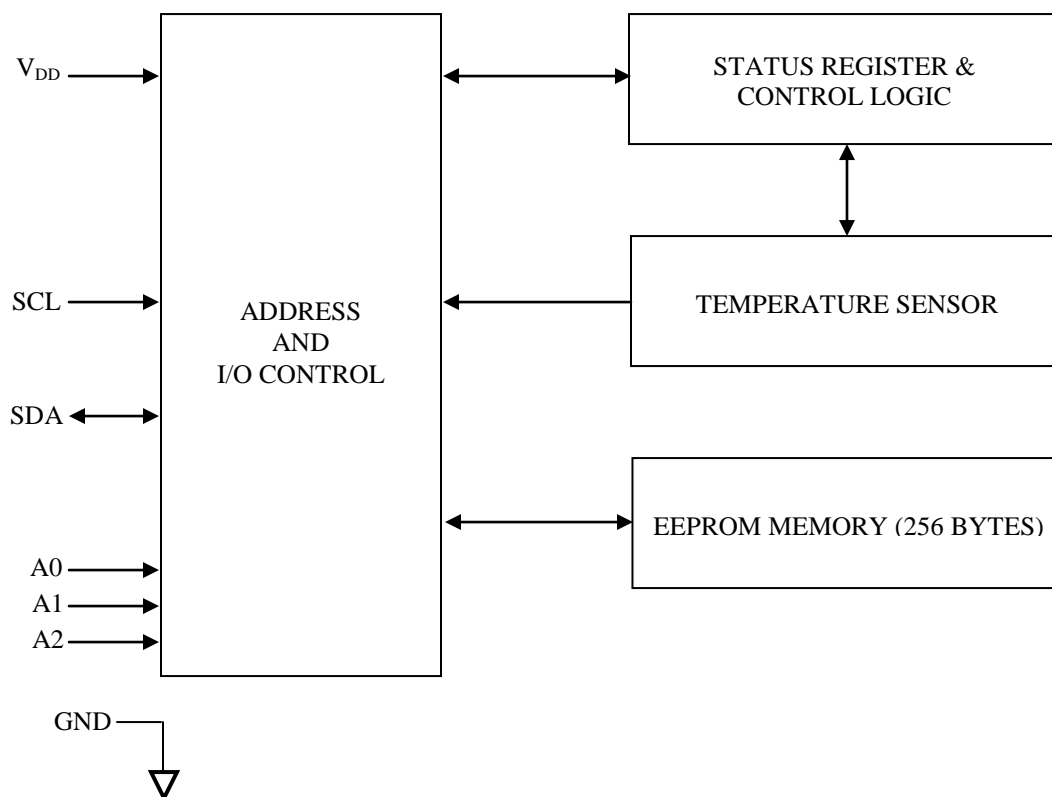 V_DD
STATUS REGISTER &
CONTROL LOGIC
SCL
ADDRESS
AND
I/O CONTROL
TEMPERATURE SENSOR
SDA
EEPROM MEMORY (256 BYTES)
A0
A1
A2
GND